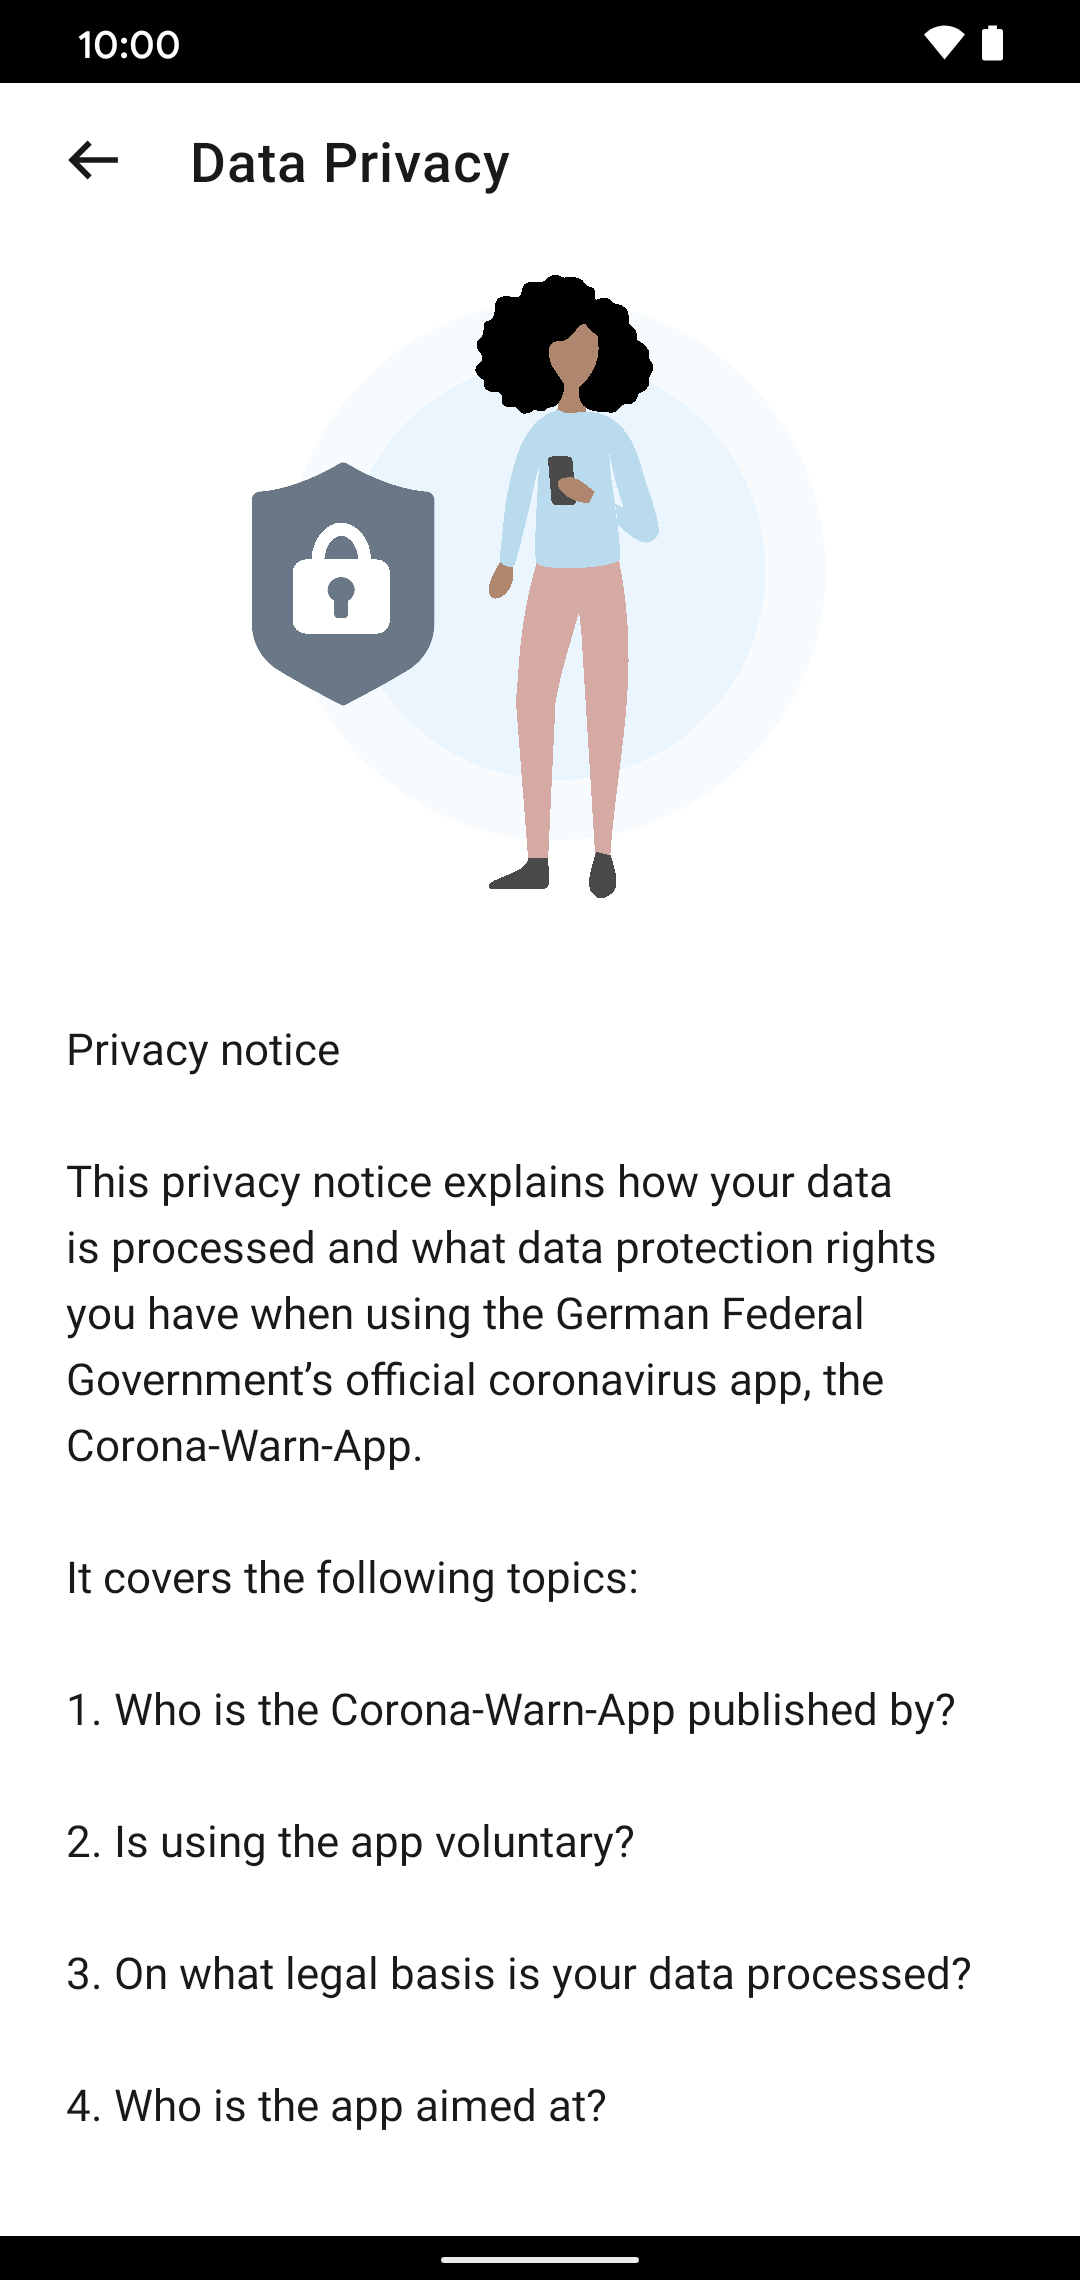 10:00
Data Privacy
Privacy notice
This privacy notice explains how your data
is processed and what data protection rights
you have when using the German Federal
Government’s official coronavirus app, the
Corona-Warn-App.
It covers the following topics:
1. Who is the Corona-Warn-App published by?
2. Is using the app voluntary?
3. On what legal basis is your data processed?
4. Who is the app aimed at?